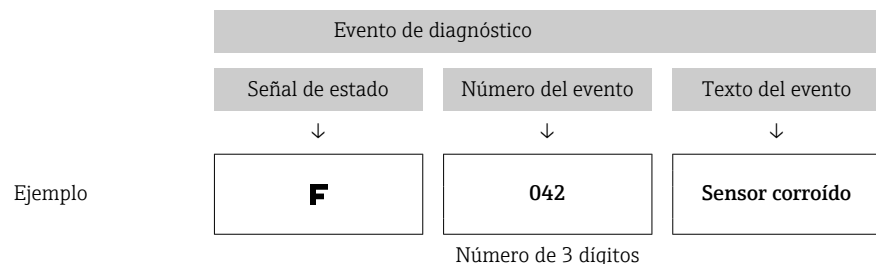 Evento de diagnóstico
Señal de estado Número del evento Texto del evento
↓ ↓ ↓
Ejemplo F 042 Sensor corroído
Número de 3 dígitos